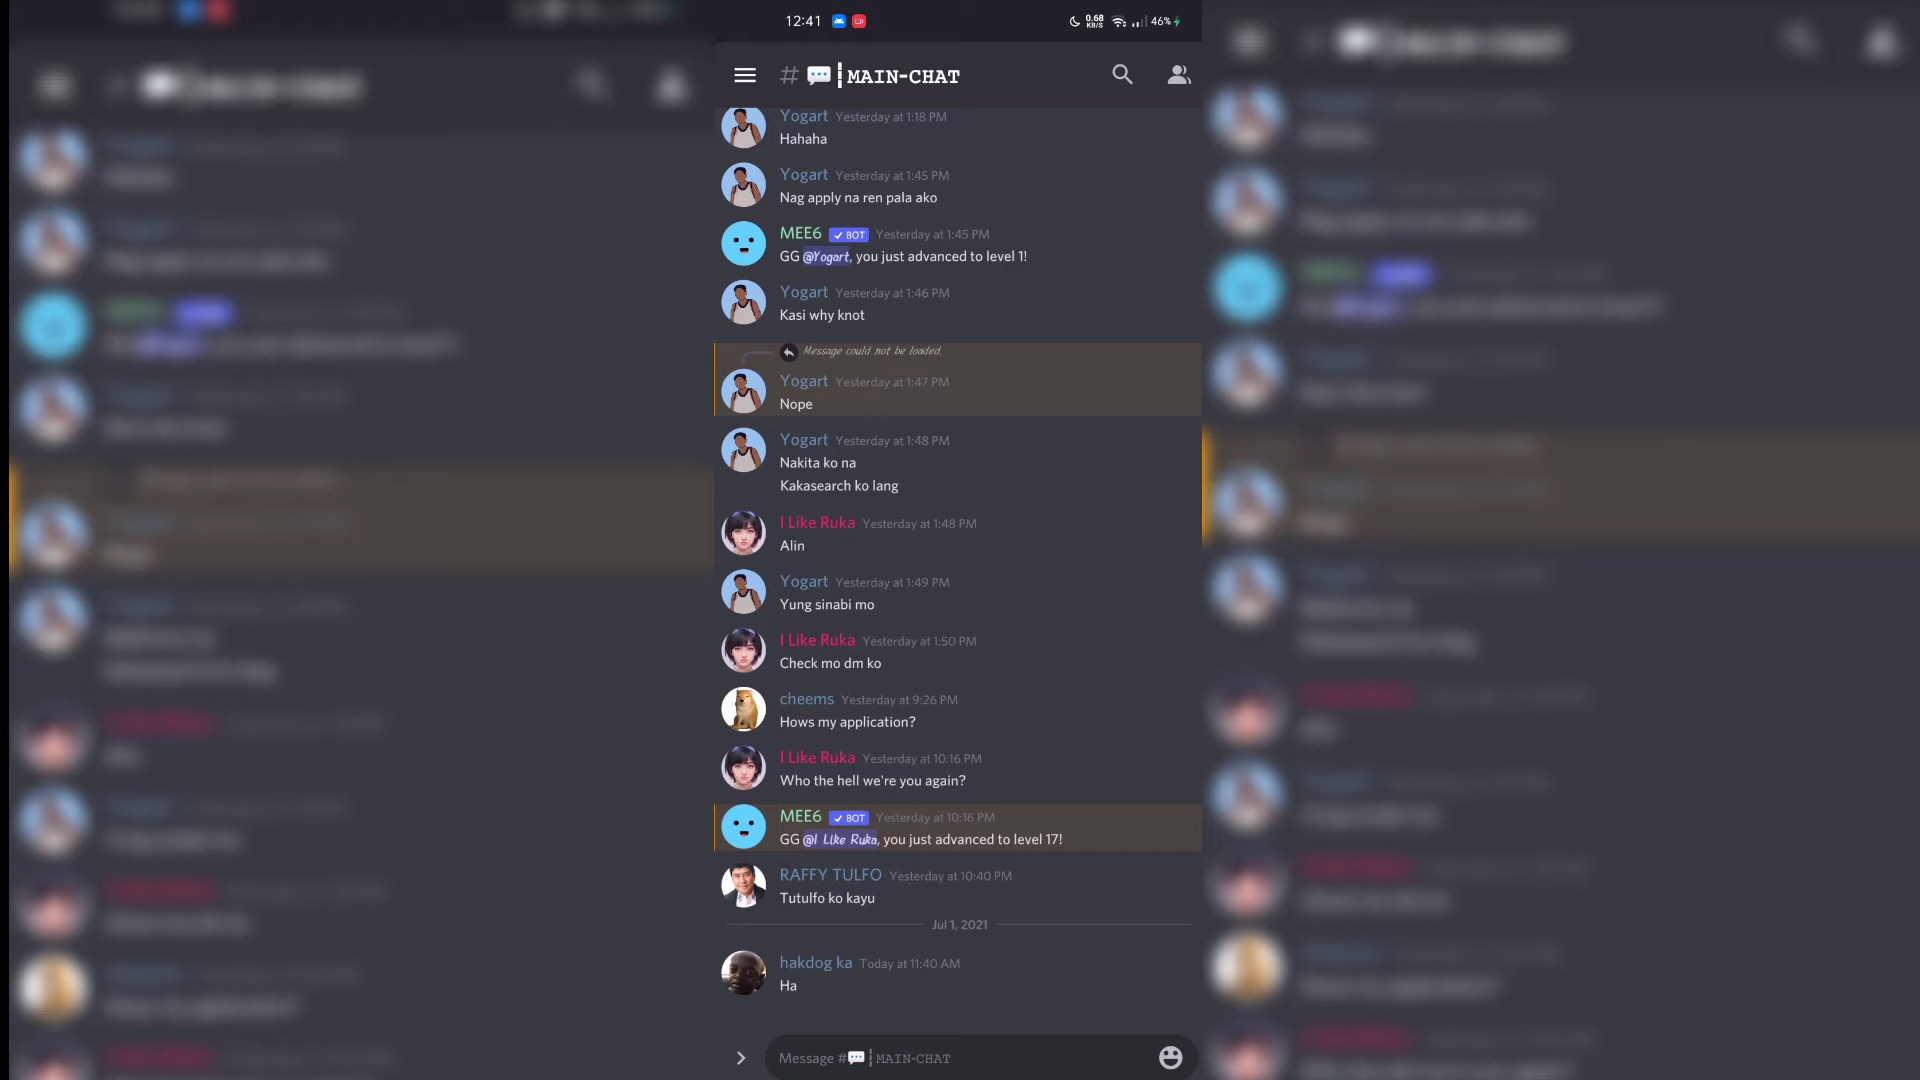 12:41
0.68 KB/S 46%
# 💬┇MAIN-CHAT
Yogart Yesterday at 1:18 PM
Hahaha
Yogart Yesterday at 1:45 PM
Nag apply na ren pala ako
MEE6 ✓ BOT Yesterday at 1:45 PM
GG @Yogart, you just advanced to level 1!
Yogart Yesterday at 1:46 PM
Kasi why knot
Message could not be loaded.
Yogart Yesterday at 1:47 PM
Nope
Yogart Yesterday at 1:48 PM
Nakita ko na
Kakasearch ko lang
I Like Ruka Yesterday at 1:48 PM
Alin
Yogart Yesterday at 1:49 PM
Yung sinabi mo
I Like Ruka Yesterday at 1:50 PM
Check mo dm ko
cheems Yesterday at 9:26 PM
Hows my application?
I Like Ruka Yesterday at 10:16 PM
Who the hell we're you again?
MEE6 ✓ BOT Yesterday at 10:16 PM
GG @I Like Ruka, you just advanced to level 17!
RAFFY TULFO Yesterday at 10:40 PM
Tutulfo ko kayu
Jul 1, 2021
hakdog ka Today at 11:40 AM
Ha
Message #💬┇MAIN-CHAT